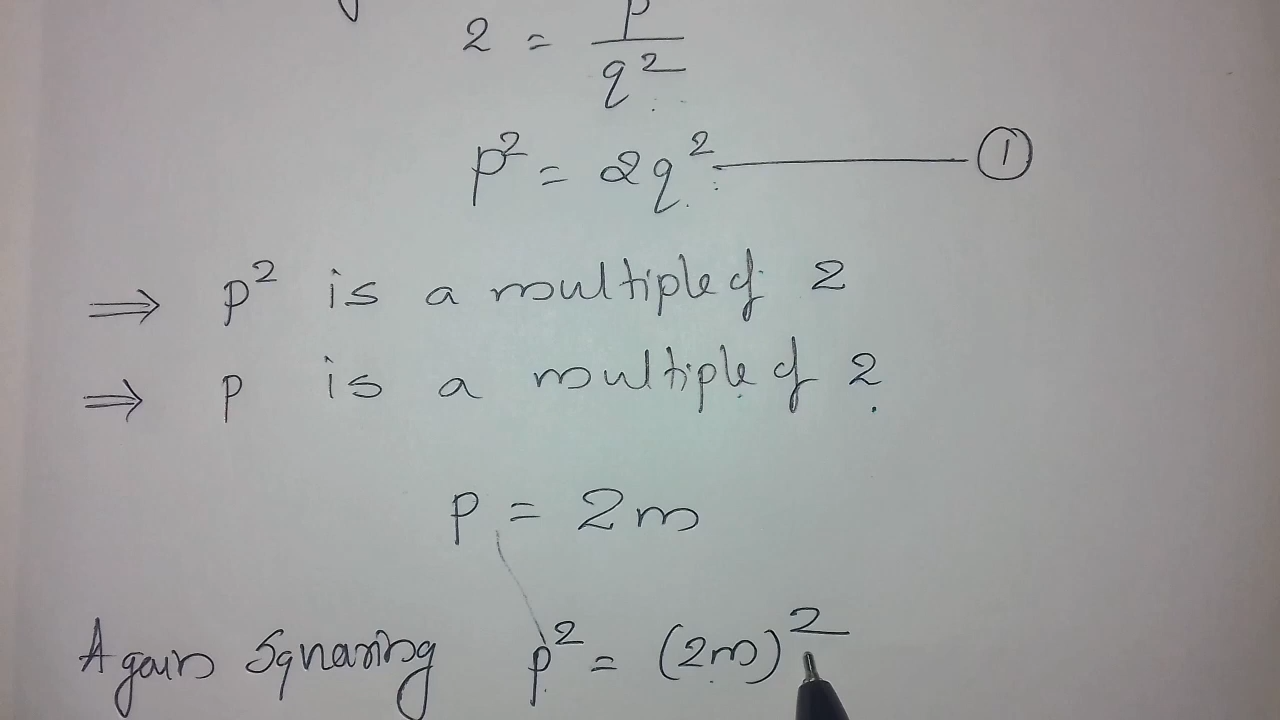 2 = p/q²
p² = 2q² ——— ①
⇒ p² is a multiple of 2
⇒ p is a multiple of 2
p = 2m
Again Squaring p² = (2m)²